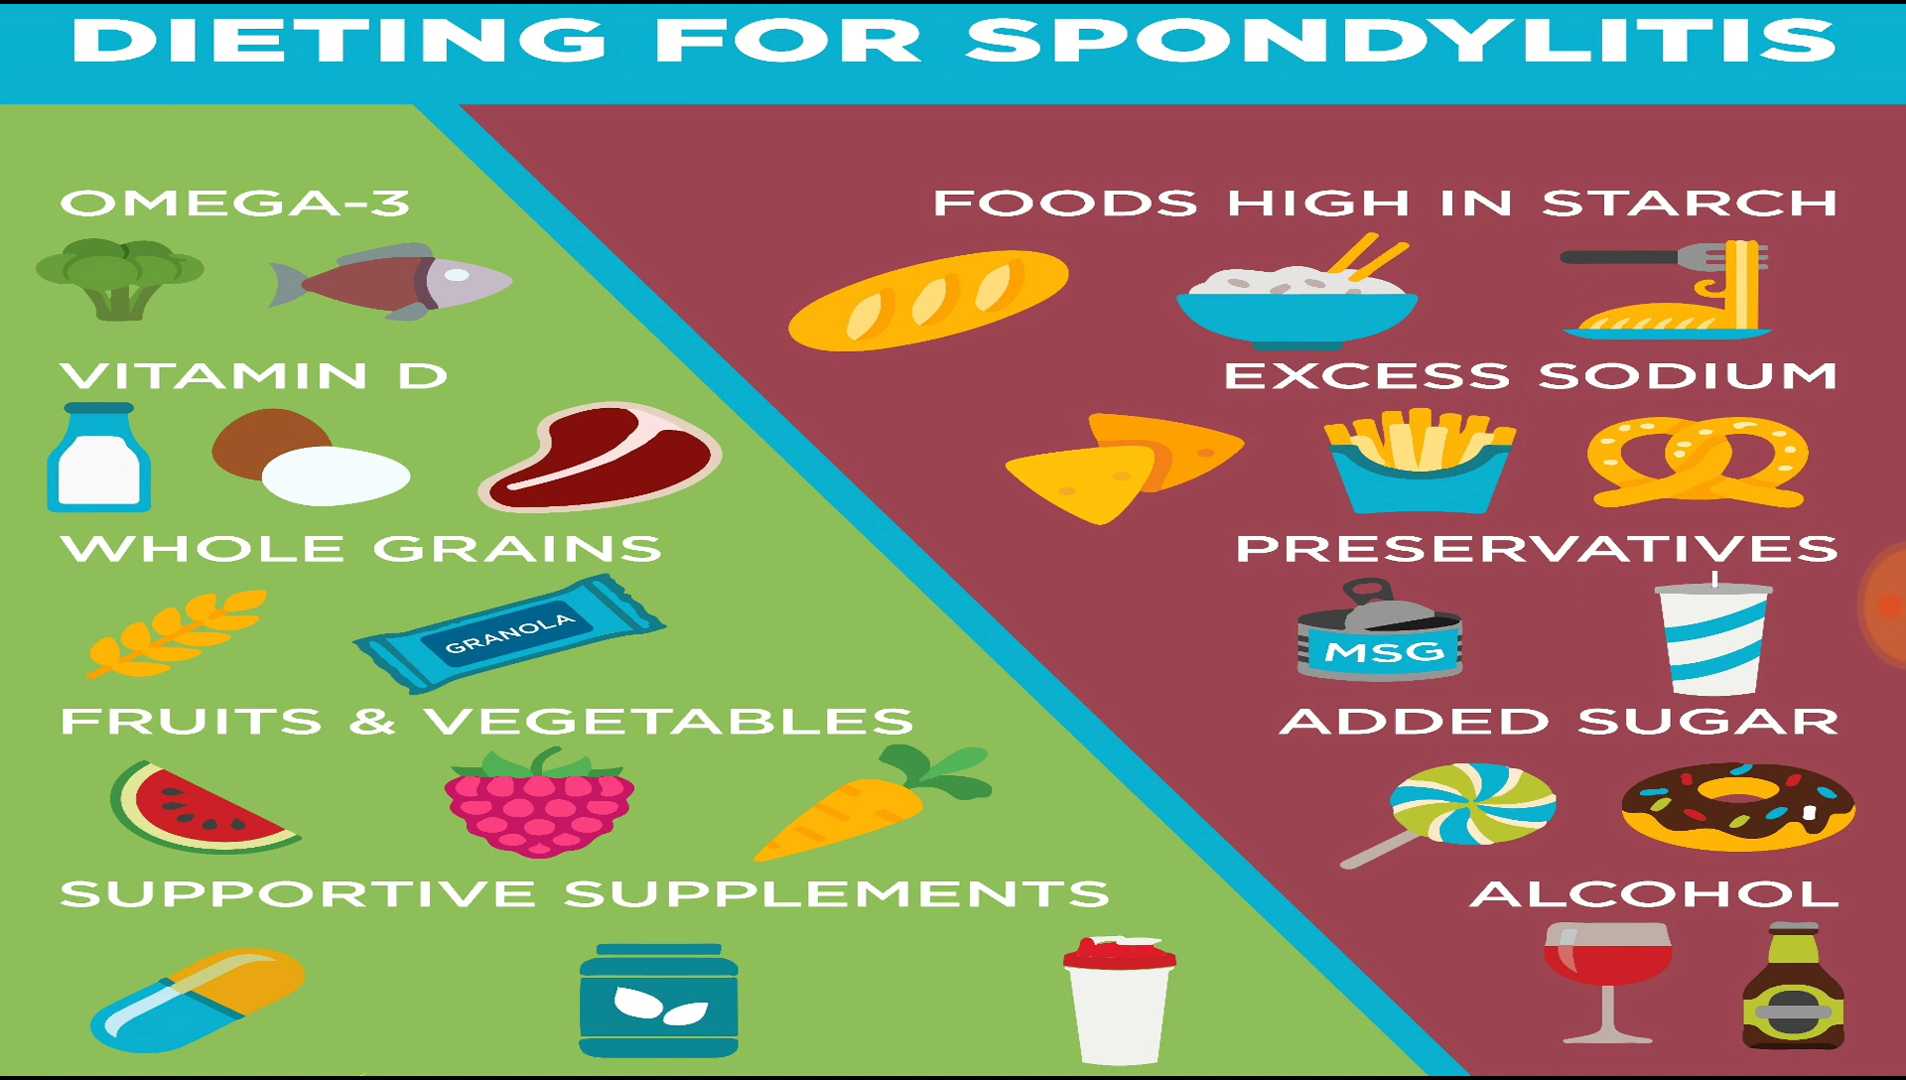 DIETING FOR SPONDYLITIS
OMEGA-3
VITAMIN D
WHOLE GRAINS
GRANOLA
FRUITS & VEGETABLES
SUPPORTIVE SUPPLEMENTS
FOODS HIGH IN STARCH
EXCESS SODIUM
PRESERVATIVES
MSG
ADDED SUGAR
ALCOHOL